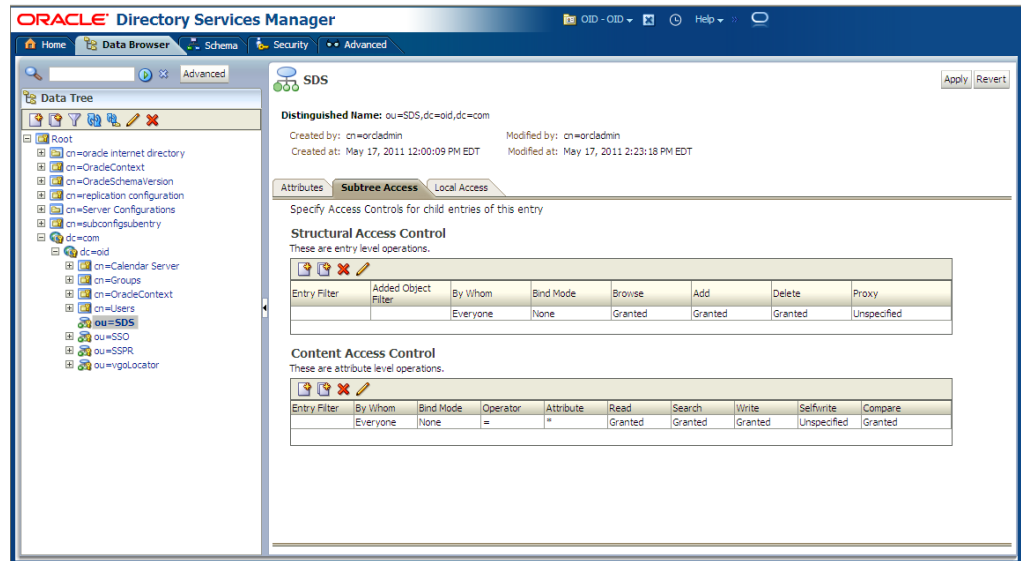 ORACLE Directory Services Manager
OID - OID
Help
Home
Data Browser
Schema
Security
Advanced
Advanced
Data Tree
Root
cn=oracle internet directory
cn=OracleContext
cn=OracleSchemaVersion
cn=replication configuration
cn=Server Configurations
cn=subconfigsubentry
dc=com
dc=oid
cn=Calendar Server
cn=Groups
cn=OracleContext
cn=Users
ou=SDS
ou=SSO
ou=SSPR
ou=vgoLocator
SDS
Apply Revert
Distinguished Name: ou=SDS,dc=oid,dc=com
Created by: cn=orcladmin Modified by: cn=orcladmin
Created at: May 17, 2011 12:00:09 PM EDT Modified at: May 17, 2011 2:23:18 PM EDT
Attributes Subtree Access Local Access
Specify Access Controls for child entries of this entry
Structural Access Control
These are entry level operations.
Entry Filter Added Object Filter By Whom Bind Mode Browse Add Delete Proxy
Everyone None Granted Granted Granted Unspecified
Content Access Control
These are attribute level operations.
Entry Filter By Whom Bind Mode Operator Attribute Read Search Write Selfwrite Compare
Everyone None = * Granted Granted Granted Unspecified Granted